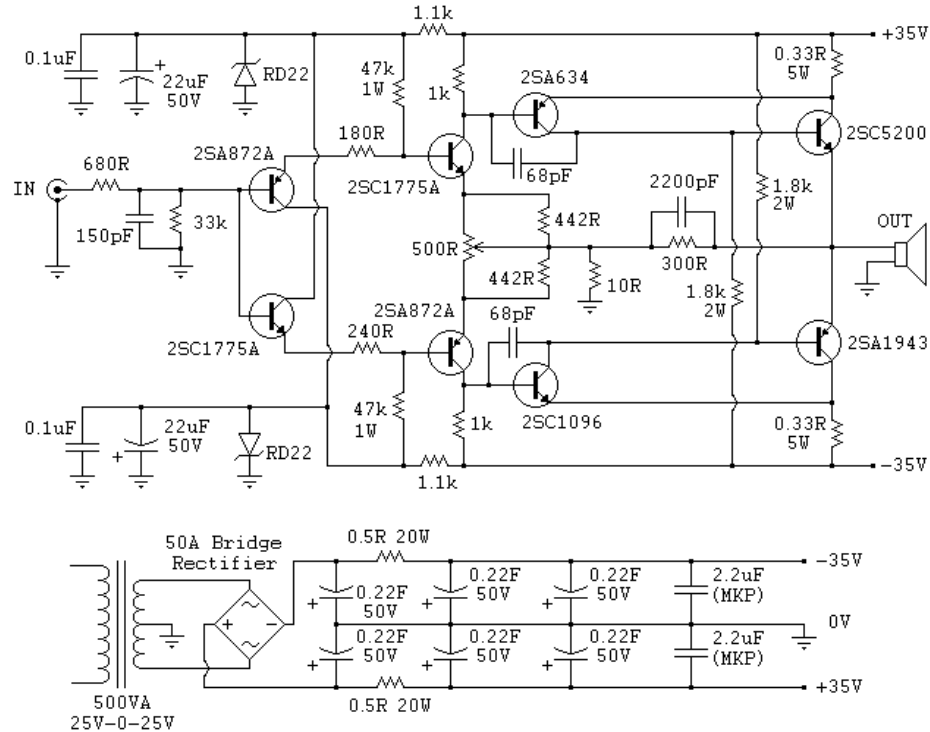 1.1k
+35V
0.1uF
+
22uF
50V
RD22
47k
1W
1k
2SA634
0.33R
5W
180R
2SC5200
680R
2SA872A
2SC1775A
68pF
2200pF
1.8k
2W
IN
150pF
33k
442R
OUT
500R
442R
10R
300R
1.8k
2W
2SC1775A
240R
2SA872A
68pF
2SA1943
0.1uF
+
22uF
50V
RD22
47k
1W
1k
2SC1096
0.33R
5W
1.1k
-35V
50A Bridge
Rectifier
0.5R 20W
-35V
+
0.22F
50V
+
0.22F
50V
+
0.22F
50V
2.2uF
(MKP)
+
-
0V
+
0.22F
50V
+
0.22F
50V
+
0.22F
50V
2.2uF
(MKP)
+35V
500VA
25V-0-25V
0.5R 20W